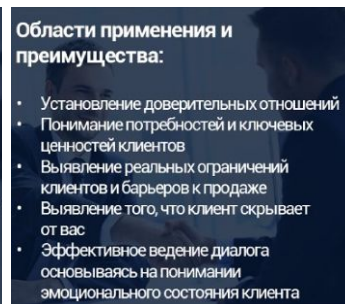 Области применения и
преимущества:
• Установление доверительных отношений
• Понимание потребностей и ключевых
ценностей клиентов
• Выявление реальных ограничений
клиентов и барьеров к продаже
• Выявление того, что клиент скрывает
от вас
• Эффективное ведение диалога
основываясь на понимании
эмоционального состояния клиента